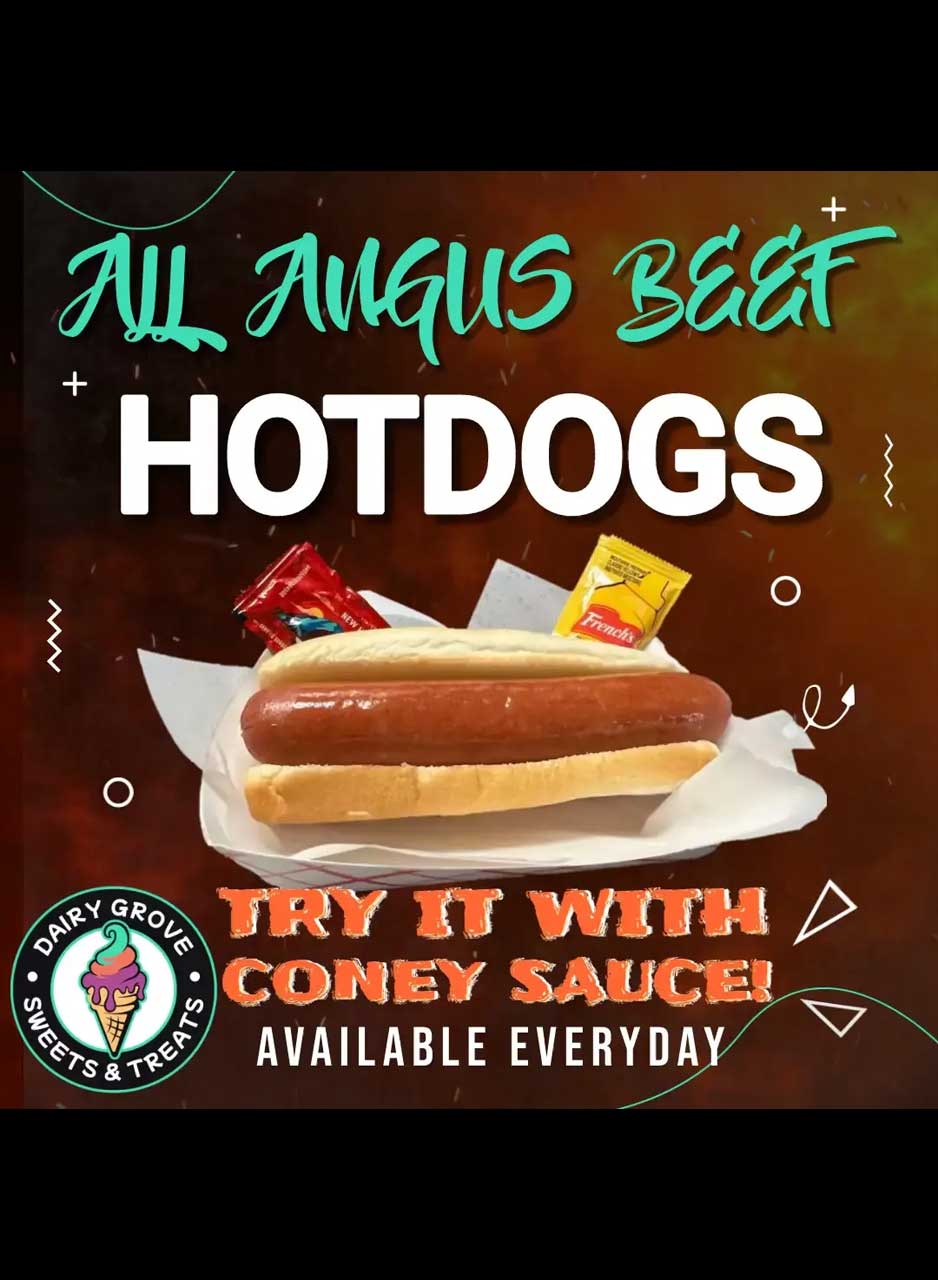 ALL ANGUS BEEF
HOTDOGS
French's
TRY IT WITH
CONEY SAUCE!
AVAILABLE EVERYDAY
DAIRY GROVE
SWEETS & TREATS